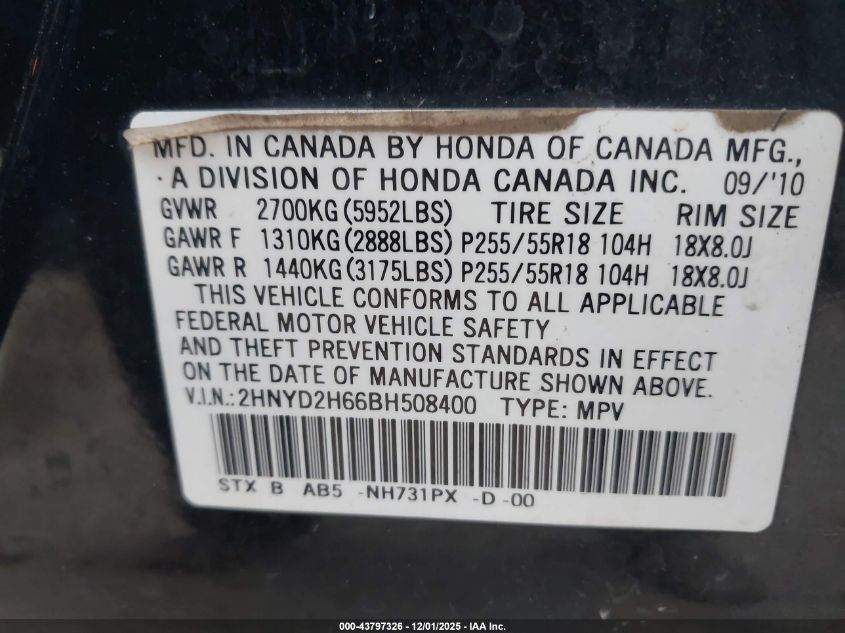 MFD. IN CANADA BY HONDA OF CANADA MFG.,
A DIVISION OF HONDA CANADA INC. 09/'10
GVWR 2700KG (5952LBS) TIRE SIZE RIM SIZE
GAWR F 1310KG (2888LBS) P255/55R18 104H 18X8.0J
GAWR R 1440KG (3175LBS) P255/55R18 104H 18X8.0J
THIS VEHICLE CONFORMS TO ALL APPLICABLE
FEDERAL MOTOR VEHICLE SAFETY
AND THEFT PREVENTION STANDARDS IN EFFECT
ON THE DATE OF MANUFACTURE SHOWN ABOVE.
V.I.N.: 2HNYD2H66BH508400 TYPE: MPV
STX B AB5 -NH731PX -D -00
000-43797326 - 12/01/2025 - IAA Inc.